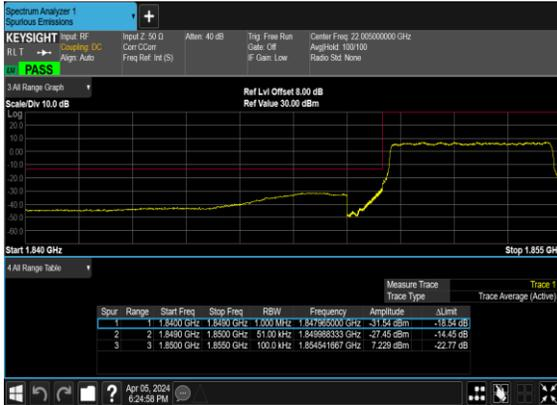 Spectrum Analyzer 1
Spurious Emissions
+
KEYSIGHT Input: RF Input Z: 50 Ω Atten: 40 dB Trig: Free Run Center Freq: 22.005000000 GHz
RLT Coupling: DC Corr CCorr Gate: Off Avg|Hold: 100/100
Align: Auto Freq Ref: Int (S) IF Gain: Low Radio Std: None
PASS
3 All Range Graph
Ref Lvl Offset 8.00 dB
Scale/Div 10.0 dB Ref Value 30.00 dBm
Log
20.0
10.0
0.00
-10.0
-20.0
-30.0
-40.0
-50.0
-60.0
Start 1.840 GHz Stop 1.855 GH
4 All Range Table
Measure Trace Trace 1
Trace Type Trace Average (Active)
Spur Range Start Freq Stop Freq RBW Frequency Amplitude ΔLimit
1 1 1.8400 GHz 1.8490 GHz 1.000 MHz 1.847965000 GHz -31.54 dBm -18.54 dB
2 2 1.8490 GHz 1.8500 GHz 51.00 kHz 1.849988333 GHz -27.45 dBm -14.45 dB
3 3 1.8500 GHz 1.8550 GHz 100.0 kHz 1.854541667 GHz 7.229 dBm -22.77 dB
? Apr 05, 2024
6:24:58 PM